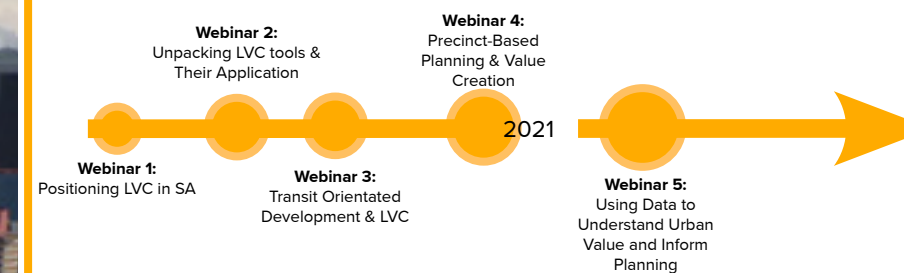 Webinar 1:
Positioning LVC in SA
Webinar 2:
Unpacking LVC tools &
Their Application
Webinar 3:
Transit Orientated
Development & LVC
Webinar 4:
Precinct-Based
Planning & Value
Creation
2021
Webinar 5:
Using Data to
Understand Urban
Value and Inform
Planning